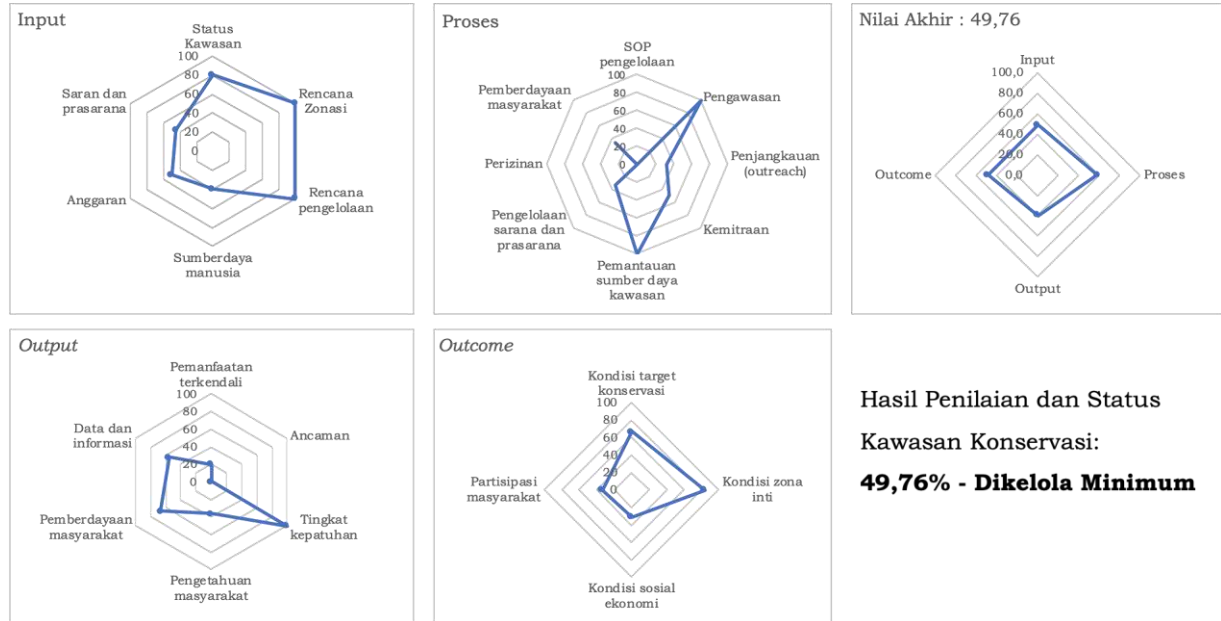 Input
Status
Kawasan
100
80
60
40
20
0
Rencana
Zonasi
Rencana
pengelolaan
Sumberdaya
manusia
Anggaran
Saran dan
prasarana
Proses
SOP
pengelolaan
100
80
60
40
20
0
Pengawasan
Penjangkauan
(outreach)
Kemitraan
Pemantauan
sumber daya
kawasan
Pengelolaan
sarana dan
prasarana
Perizinan
Pemberdayaan
masyarakat
Nilai Akhir : 49,76
Input
100,0
80,0
60,0
40,0
20,0
0,0
Proses
Output
Outcome
Output
Pemanfaatan
terkendali
100
80
60
40
20
0
Ancaman
Tingkat
kepatuhan
Pengetahuan
masyarakat
Pemberdayaan
masyarakat
Data dan
informasi
Outcome
Kondisi target
konservasi
100
80
60
40
20
0
Kondisi zona
inti
Kondisi sosial
ekonomi
Partisipasi
masyarakat
Hasil Penilaian dan Status
Kawasan Konservasi:
49,76% - Dikelola Minimum